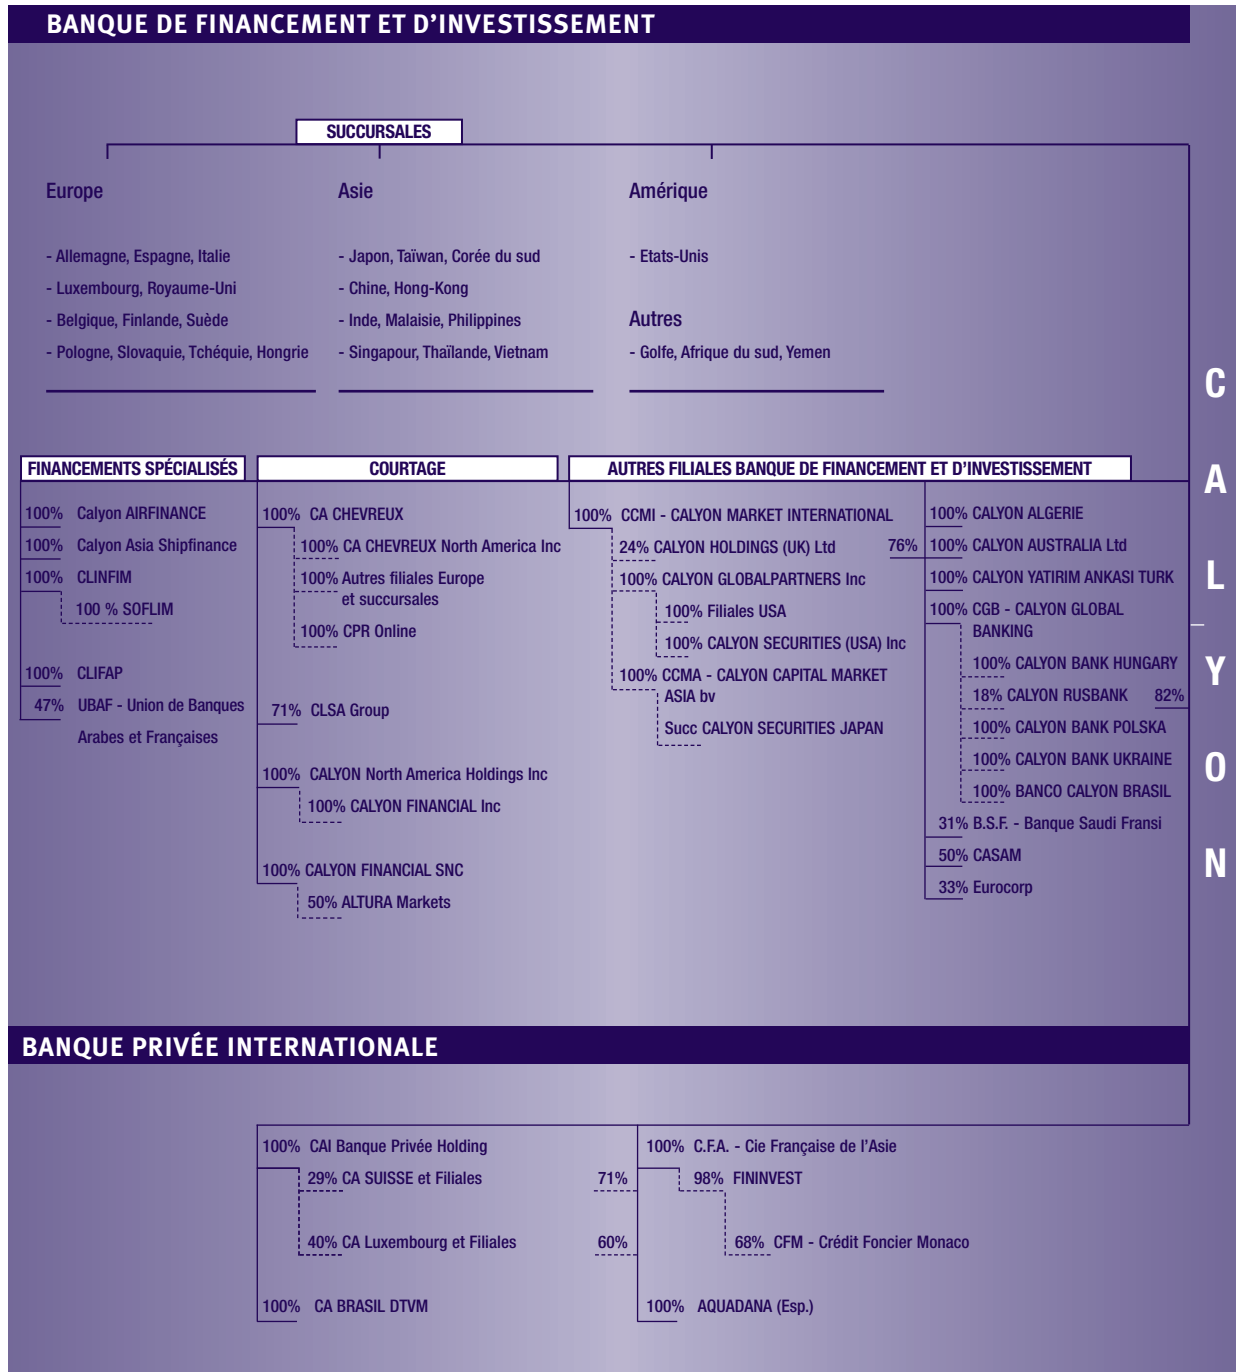 BANQUE DE FINANCEMENT ET D'INVESTISSEMENT
SUCCURSALES
Europe
- Allemagne, Espagne, Italie
- Luxembourg, Royaume-Uni
- Belgique, Finlande, Suède
- Pologne, Slovaquie, Tchéquie, Hongrie
Asie
- Japon, Taïwan, Corée du sud
- Chine, Hong-Kong
- Inde, Malaisie, Philippines
- Singapour, Thaïlande, Vietnam
Amérique
- Etats-Unis
Autres
- Golfe, Afrique du sud, Yemen
FINANCEMENTS SPÉCIALISÉS
100% Calyon AIRFINANCE
100% Calyon Asia Shipfinance
100% CLINFIM
100 % SOFLIM
100% CLIFAP
47% UBAF - Union de Banques
Arabes et Françaises
COURTAGE
100% CA CHEVREUX
100% CA CHEVREUX North America Inc
100% Autres filiales Europe
et succursales
100% CPR Online
71% CLSA Group
100% CALYON North America Holdings Inc
100% CALYON FINANCIAL Inc
100% CALYON FINANCIAL SNC
50% ALTURA Markets
AUTRES FILIALES BANQUE DE FINANCEMENT ET D'INVESTISSEMENT
100% CCMI - CALYON MARKET INTERNATIONAL
24% CALYON HOLDINGS (UK) Ltd 76%
100% CALYON GLOBALPARTNERS Inc
100% Filiales USA
100% CALYON SECURITIES (USA) Inc
100% CCMA - CALYON CAPITAL MARKET
ASIA bv
Succ CALYON SECURITIES JAPAN
100% CALYON ALGERIE
100% CALYON AUSTRALIA Ltd
100% CALYON YATIRIM ANKASI TURK
100% CGB - CALYON GLOBAL
BANKING
100% CALYON BANK HUNGARY
18% CALYON RUSBANK 82%
100% CALYON BANK POLSKA
100% CALYON BANK UKRAINE
100% BANCO CALYON BRASIL
31% B.S.F. - Banque Saudi Fransi
50% CASAM
33% Eurocorp
C
A
L
Y
O
N
BANQUE PRIVÉE INTERNATIONALE
100% CAI Banque Privée Holding
29% CA SUISSE et Filiales 71%
40% CA Luxembourg et Filiales 60%
100% CA BRASIL DTVM
100% C.F.A. - Cie Française de l'Asie
98% FININVEST
68% CFM - Crédit Foncier Monaco
100% AQUADANA (Esp.)